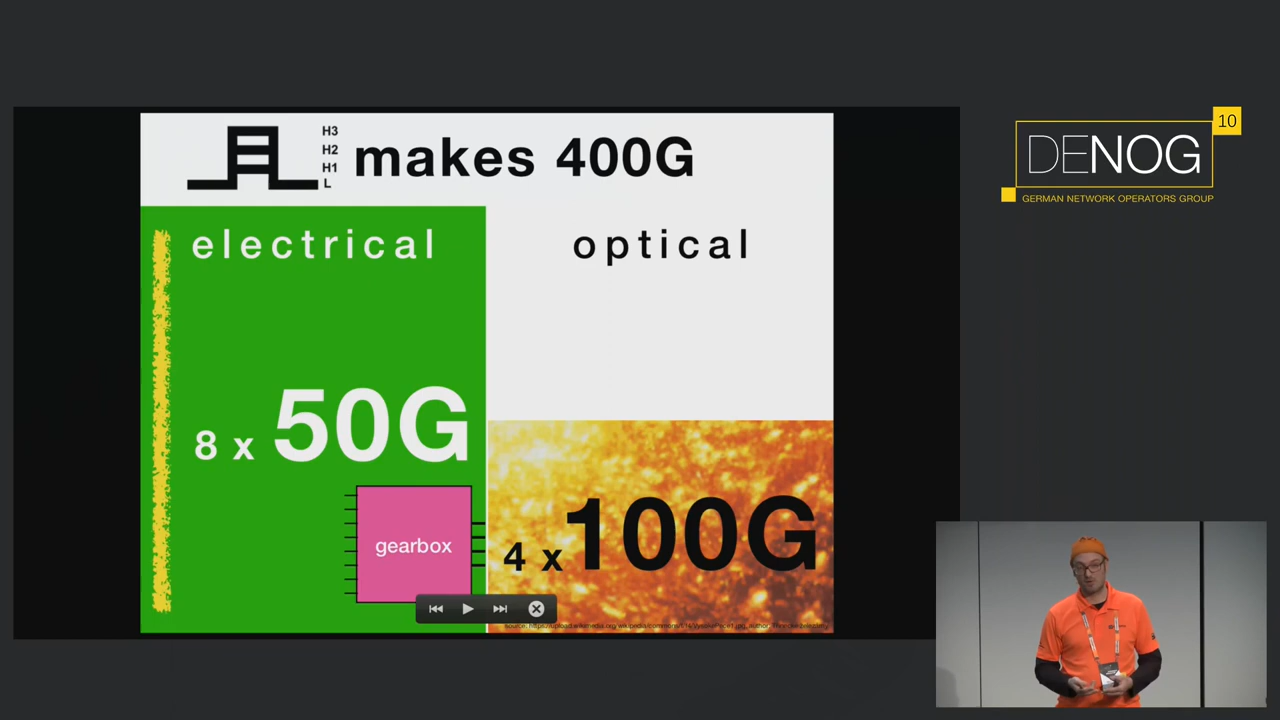 H3
H2
H1
L
makes 400G
electrical
optical
8 x 50G
gearbox
4 x 100G
10
DENOG
GERMAN NETWORK OPERATORS GROUP